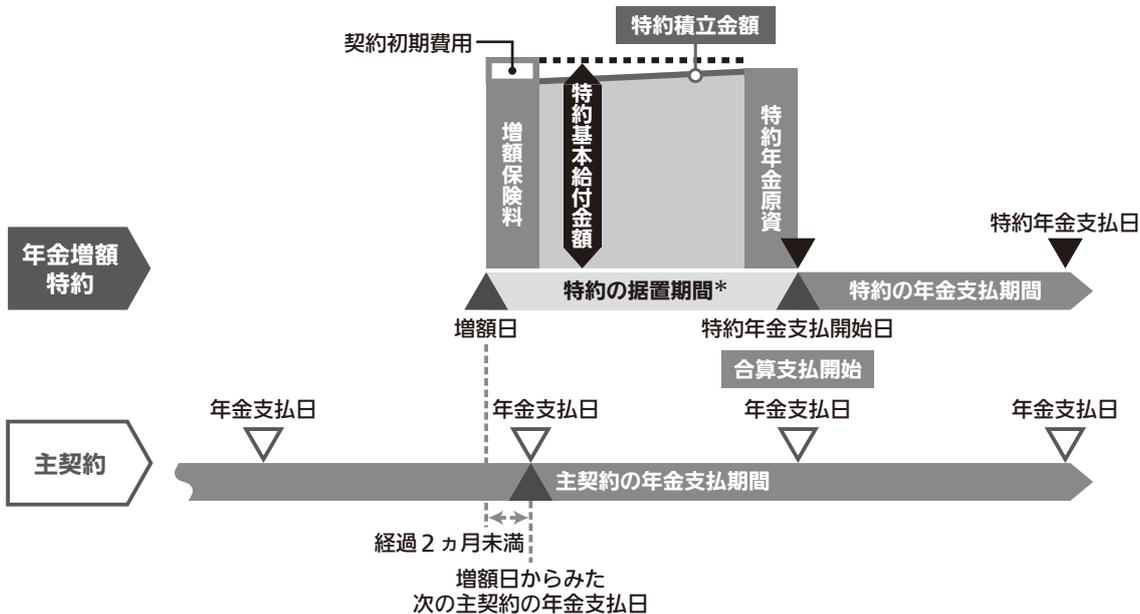 特約積立金額
契約初期費用
増額保険料
特約基本給付金額
特約年金原資
特約年金支払日
年金増額
特約
特約の据置期間*
特約の年金支払期間
増額日
特約年金支払開始日
合算支払開始
年金支払日
年金支払日
年金支払日
年金支払日
主契約
主契約の年金支払期間
経過2ヵ月未満
増額日からみた
次の主契約の年金支払日